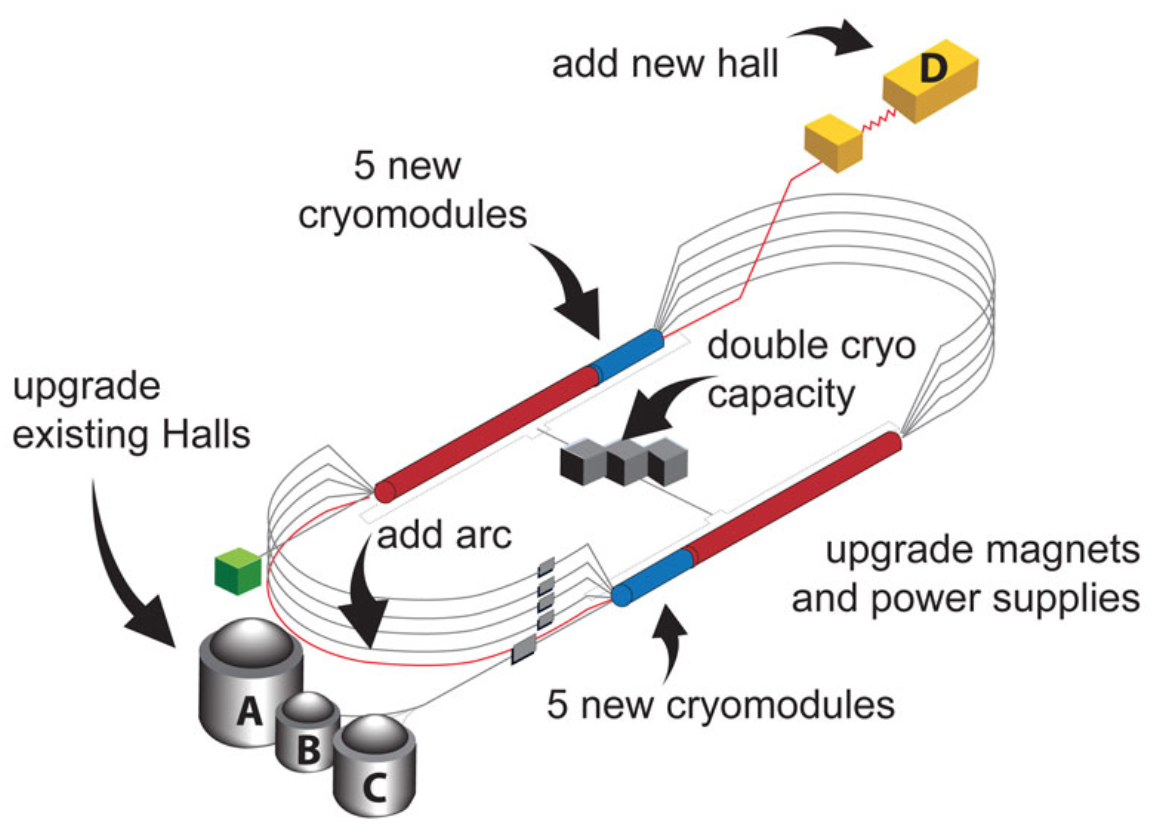 add new hall
D
5 new
cryomodules
double cryo
capacity
upgrade
existing Halls
add arc
upgrade magnets
and power supplies
5 new cryomodules
A
B
C